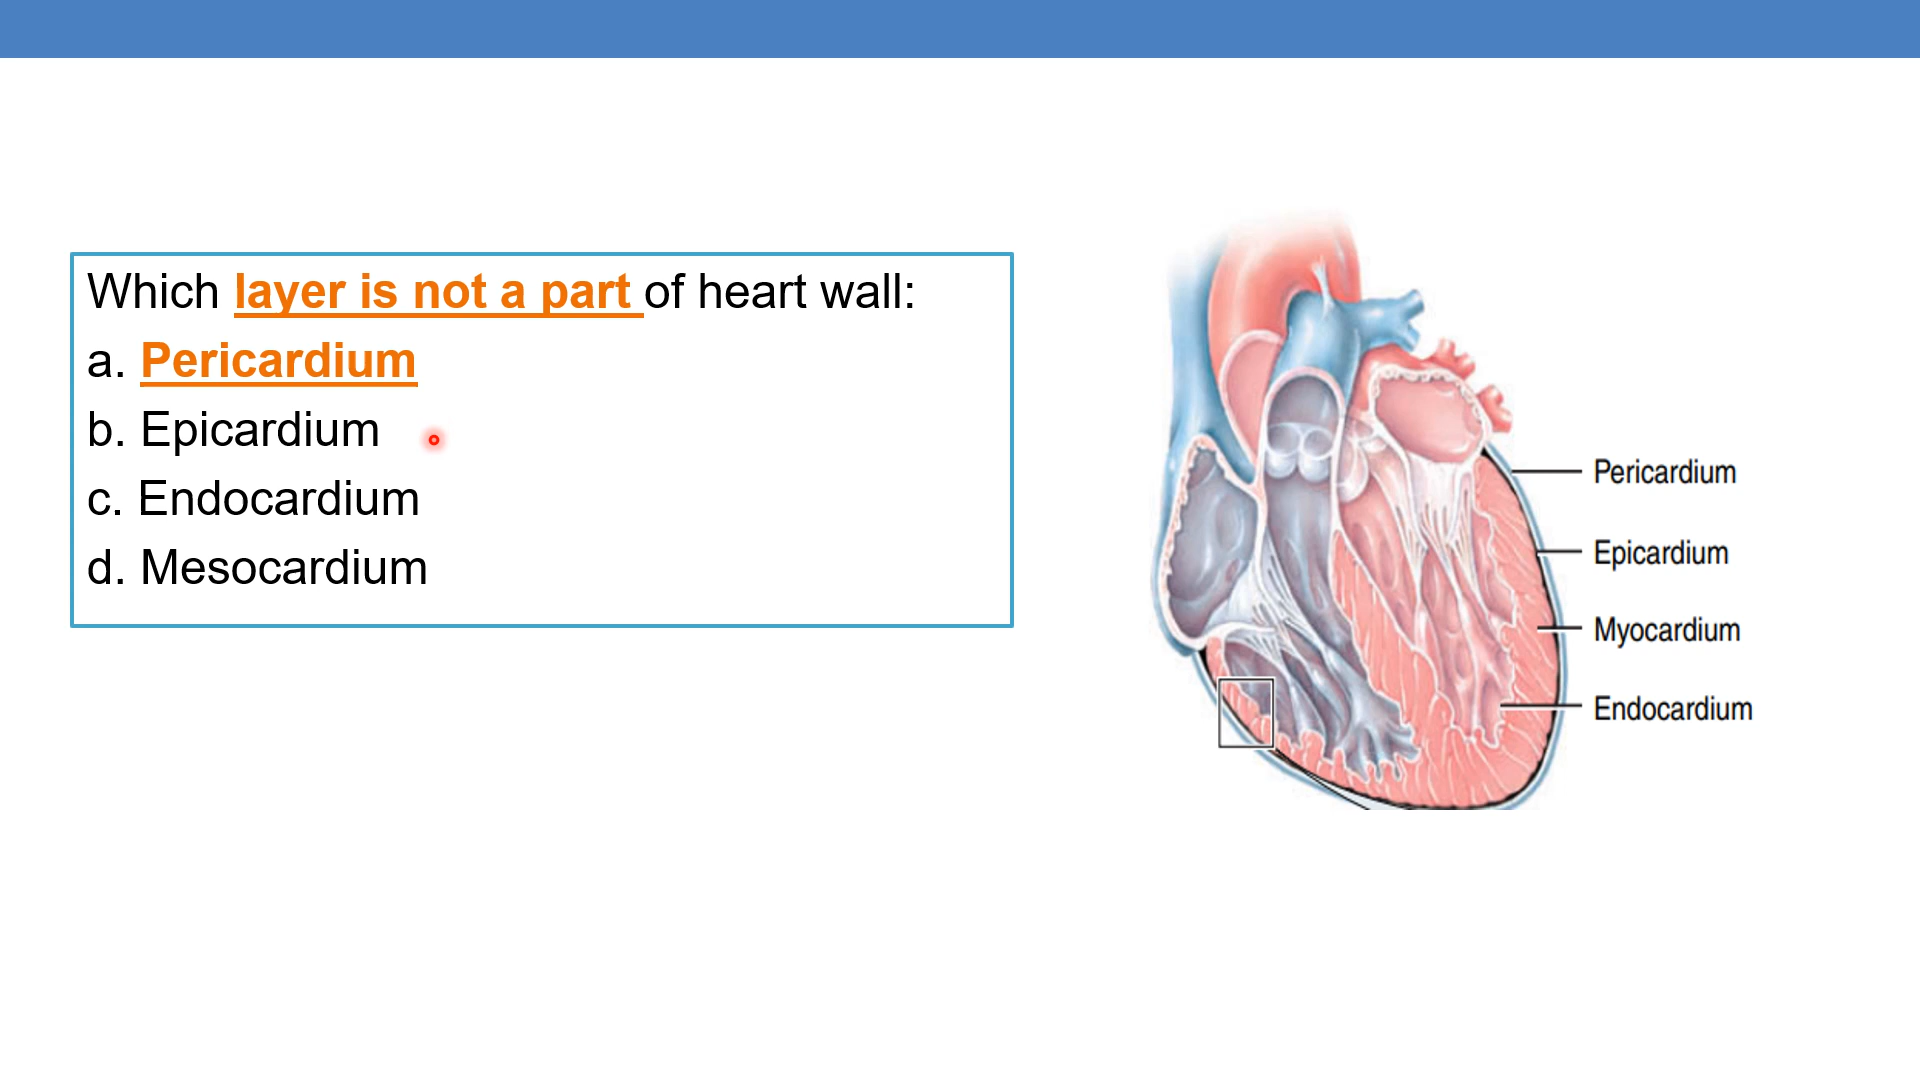 Which layer is not a part of heart wall:
a. Pericardium
b. Epicardium
c. Endocardium
d. Mesocardium
Pericardium
Epicardium
Myocardium
Endocardium